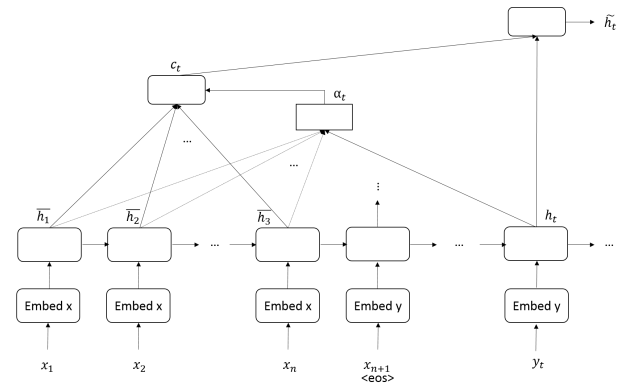 h̃ₜ
cₜ
αₜ
...
...
⋮
h̅₁ h̅₂ h̅₃ hₜ
... ... ...
Embed x Embed x Embed x Embed y Embed y
x₁ x₂ xₙ xₙ₊₁ yₜ
<eos>